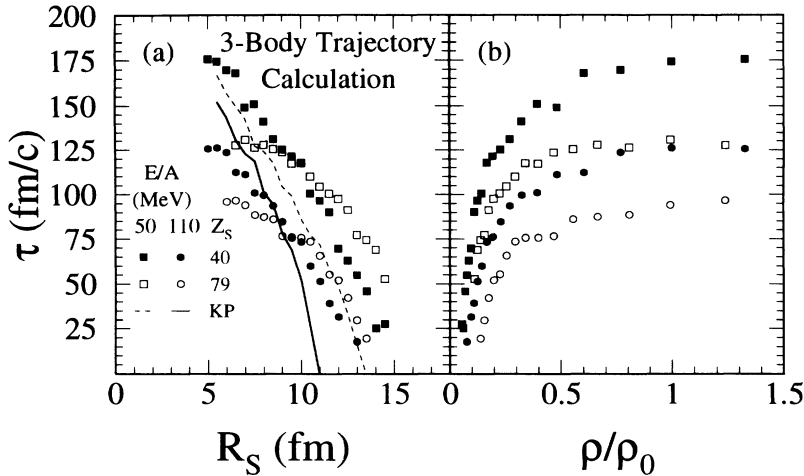 200
(a) 3-Body Trajectory (b)
Calculation
175
150
125
100
75
50
25
τ (fm/c)
E/A
(MeV)
50 110 Z_S
40
79
KP
0 5 10 15 0 0.5 1.0 1.5
R_S (fm) ρ/ρ_0